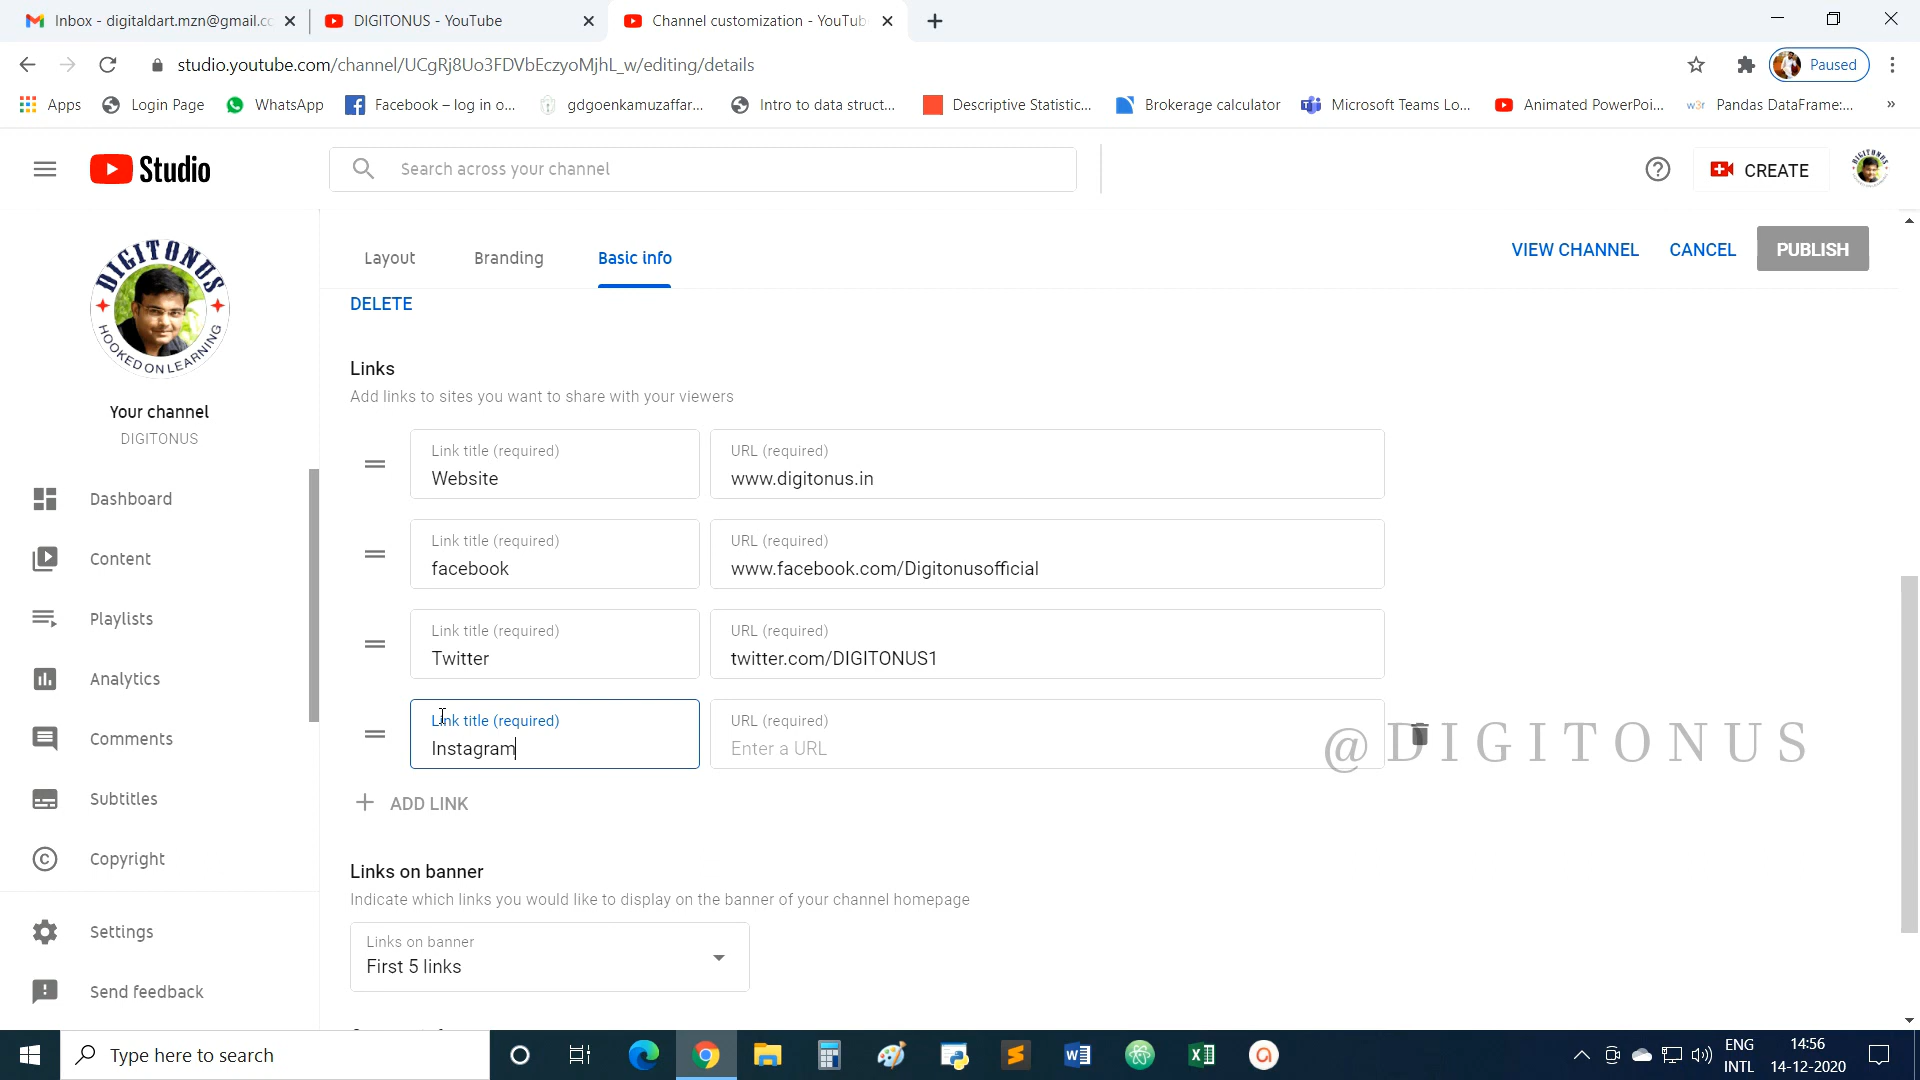 Inbox - digitaldart.mzn@gmail.cc
DIGITONUS - YouTube
Channel customization - YouTub
studio.youtube.com/channel/UCgRj8Uo3FDVbEczyoMjhL_w/editing/details
Paused
Apps
Login Page
WhatsApp
Facebook – log in o...
gdgoenkamuzaffar...
Intro to data struct...
Descriptive Statistic...
Brokerage calculator
Microsoft Teams Lo...
Animated PowerPoi...
w3r
Pandas DataFrame:...
»
Studio
Search across your channel
CREATE
DIGITONUS
HOOKED ON LEARNING
Your channel
DIGITONUS
Dashboard
Content
Playlists
Analytics
Comments
Subtitles
Copyright
Settings
Send feedback
Layout
Branding
Basic info
VIEW CHANNEL
CANCEL
PUBLISH
DELETE
Links
Add links to sites you want to share with your viewers
Link title (required)
Website
URL (required)
www.digitonus.in
Link title (required)
facebook
URL (required)
www.facebook.com/Digitonusofficial
Link title (required)
Twitter
URL (required)
twitter.com/DIGITONUS1
Link title (required)
Instagram
URL (required)
Enter a URL
@DIGITONUS
ADD LINK
Links on banner
Indicate which links you would like to display on the banner of your channel homepage
Links on banner
First 5 links
Type here to search
ENG
INTL
14:56
14-12-2020